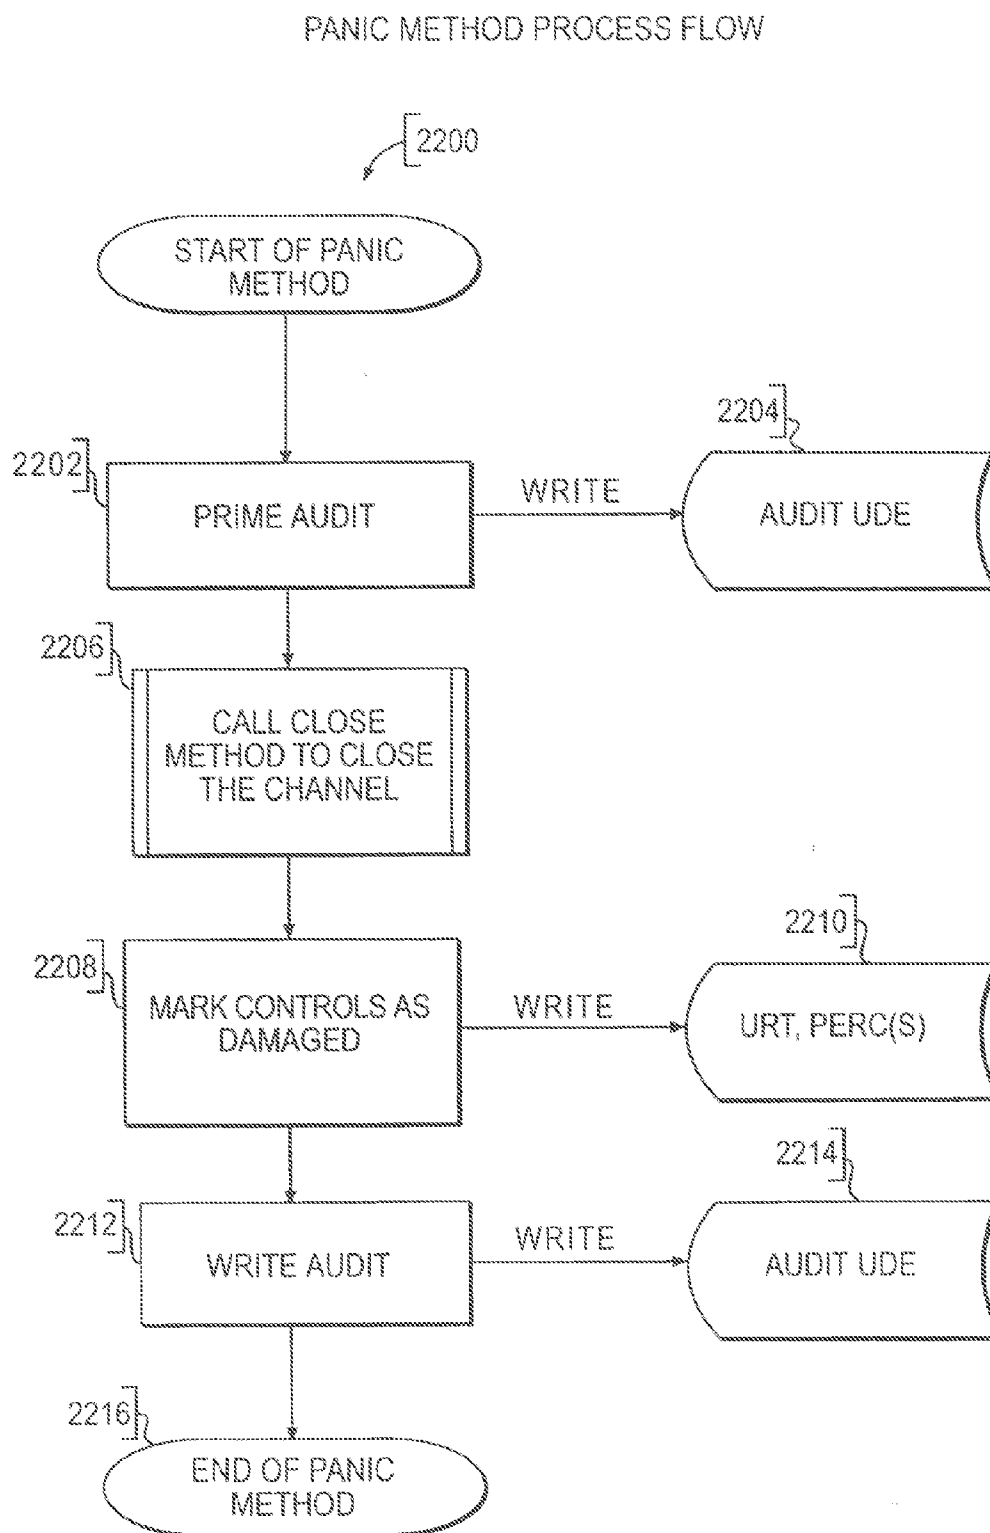 PANIC METHOD PROCESS FLOW
2200
START OF PANIC
METHOD
2202
PRIME AUDIT
WRITE
2204
AUDIT UDE
2206
CALL CLOSE
METHOD TO CLOSE
THE CHANNEL
2208
MARK CONTROLS AS
DAMAGED
WRITE
2210
URT, PERC(S)
2212
WRITE AUDIT
WRITE
2214
AUDIT UDE
2216
END OF PANIC
METHOD